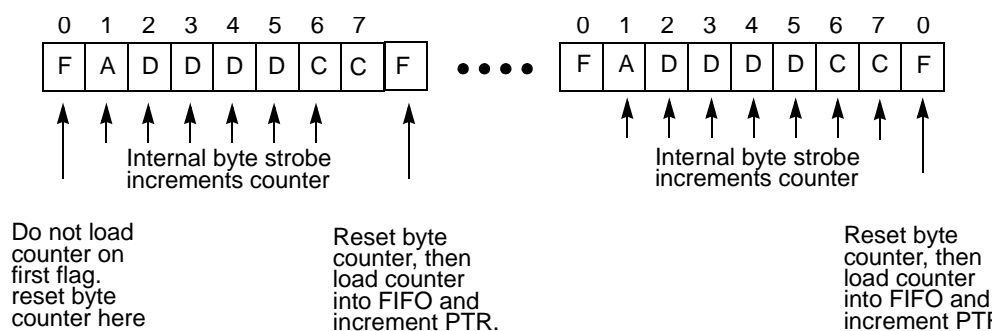 0 1 2 3 4 5 6 7
F A D D D D C C F
0 1 2 3 4 5 6 7 0
F A D D D D C C F
Internal byte strobe
increments counter
Internal byte strobe
increments counter
Do not load
counter on
first flag.
reset byte
counter here
Reset byte
counter, then
load counter
into FIFO and
increment PTR.
Reset byte
counter, then
load counter
into FIFO and
increment PTR